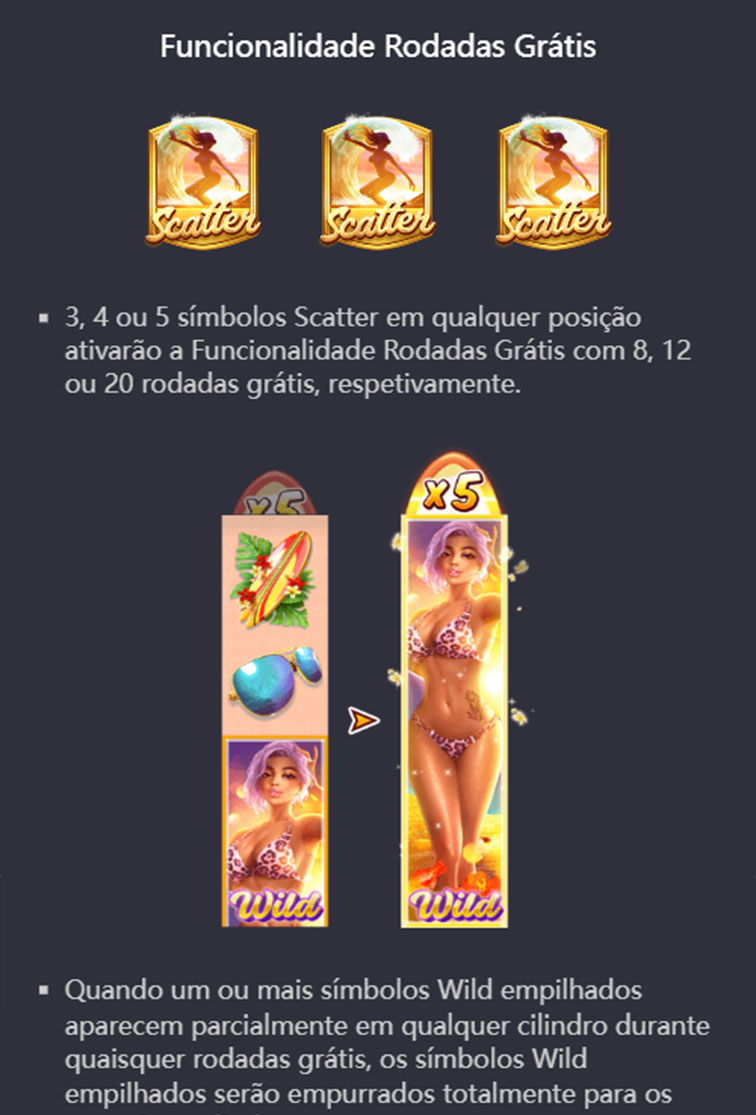 Funcionalidade Rodadas Grátis
Scatter Scatter Scatter
▪ 3, 4 ou 5 símbolos Scatter em qualquer posição
ativarão a Funcionalidade Rodadas Grátis com 8, 12
ou 20 rodadas grátis, respetivamente.
x5 x5
Wild Wild
▪ Quando um ou mais símbolos Wild empilhados
aparecem parcialmente em qualquer cilindro durante
quaisquer rodadas grátis, os símbolos Wild
empilhados serão empurrados totalmente para os